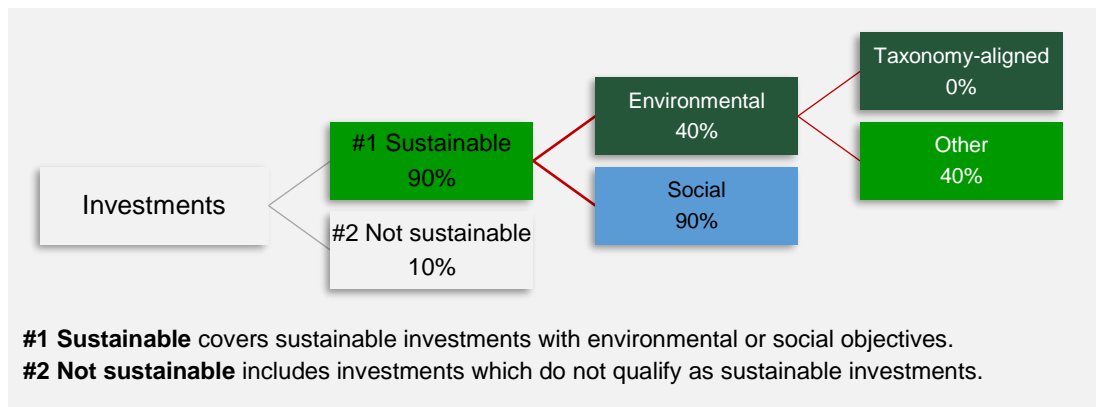 Taxonomy-aligned
0%
Environmental
40%
#1 Sustainable
90%
Other
40%
Investments
Social
90%
#2 Not sustainable
10%
#1 Sustainable covers sustainable investments with environmental or social objectives.
#2 Not sustainable includes investments which do not qualify as sustainable investments.